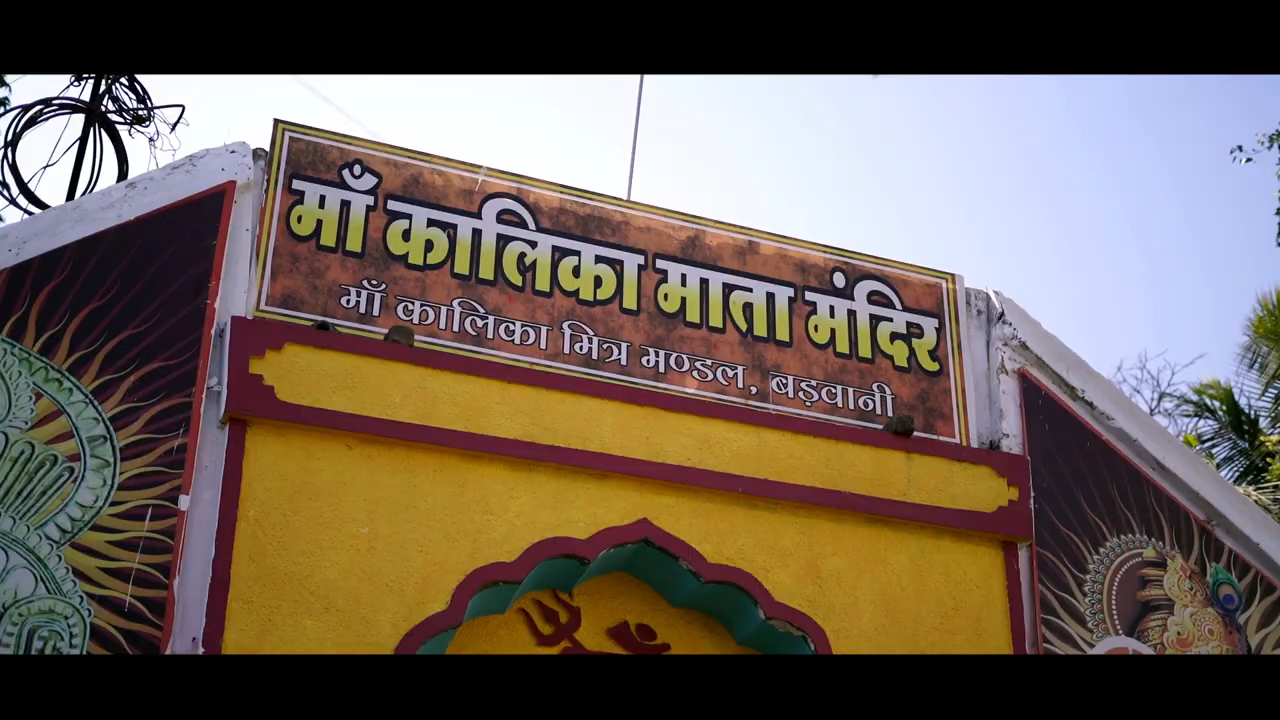 माँ कालिका माता मंदिर
माँ कालिका मित्र मण्डल, बड़वानी